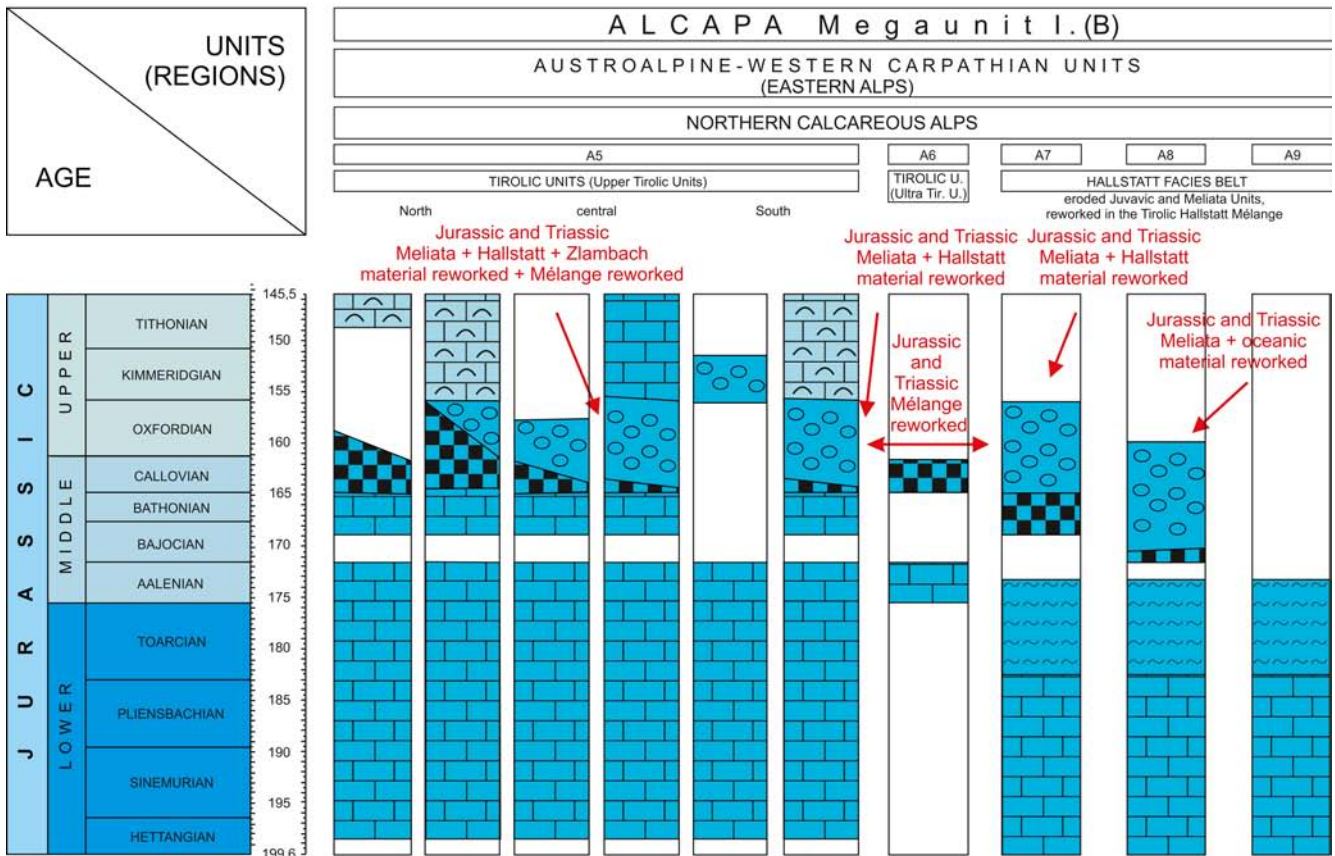 UNITS
(REGIONS)
AGE
ALCAPA Megaunit I. (B)
AUSTROALPINE-WESTERN CARPATHIAN UNITS
(EASTERN ALPS)
NORTHERN CALCAREOUS ALPS
A5
A6
A7
A8
A9
TIROLIC UNITS (Upper Tirolic Units)
TIROLIC U.
(Ultra Tir. U.)
HALLSTATT FACIES BELT
eroded Juvavic and Meliata Units,
reworked in the Tirolic Hallstatt Mélange
North
central
South
Jurassic and Triassic
Meliata + Hallstatt + Zlambach
material reworked + Mélange reworked
Jurassic and Triassic
Meliata + Hallstatt
material reworked
Jurassic and Triassic
Meliata + Hallstatt
material reworked
Jurassic and Triassic
Meliata + oceanic
material reworked
Jurassic
and
Triassic
Mélange
reworked
JURASSIC
UPPER
MIDDLE
LOWER
TITHONIAN
KIMMERIDGIAN
OXFORDIAN
CALLOVIAN
BATHONIAN
BAJOCIAN
AALENIAN
TOARCIAN
PLIENSBACHIAN
SINEMURIAN
HETTANGIAN
145,5
150
155
160
165
170
175
180
185
190
195
199,6